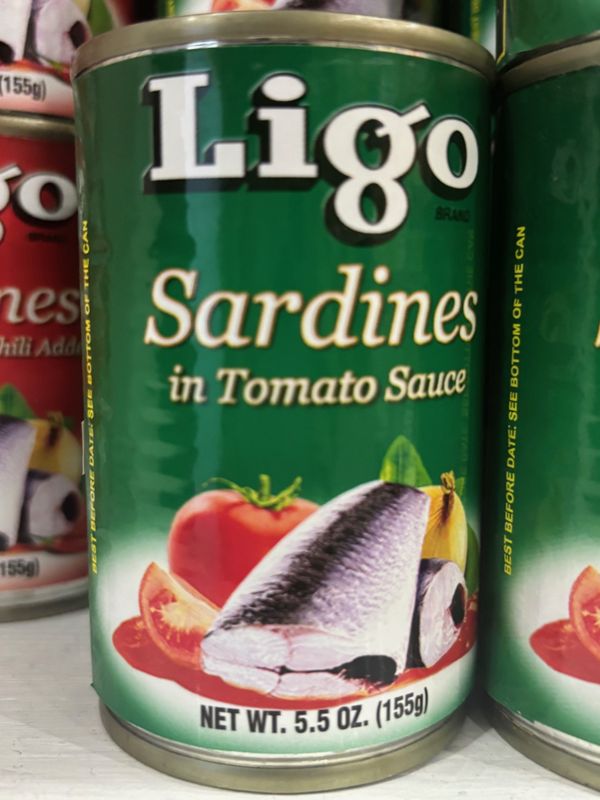 (155g)
go
nes
hili Adde
155g)
BEST BEFORE DATE: SEE BOTTOM OF THE CAN
Ligo
BRAND
Sardines
in Tomato Sauce
NET WT. 5.5 OZ. (155g)
BEST BEFORE DATE: SEE BOTTOM OF THE CAN